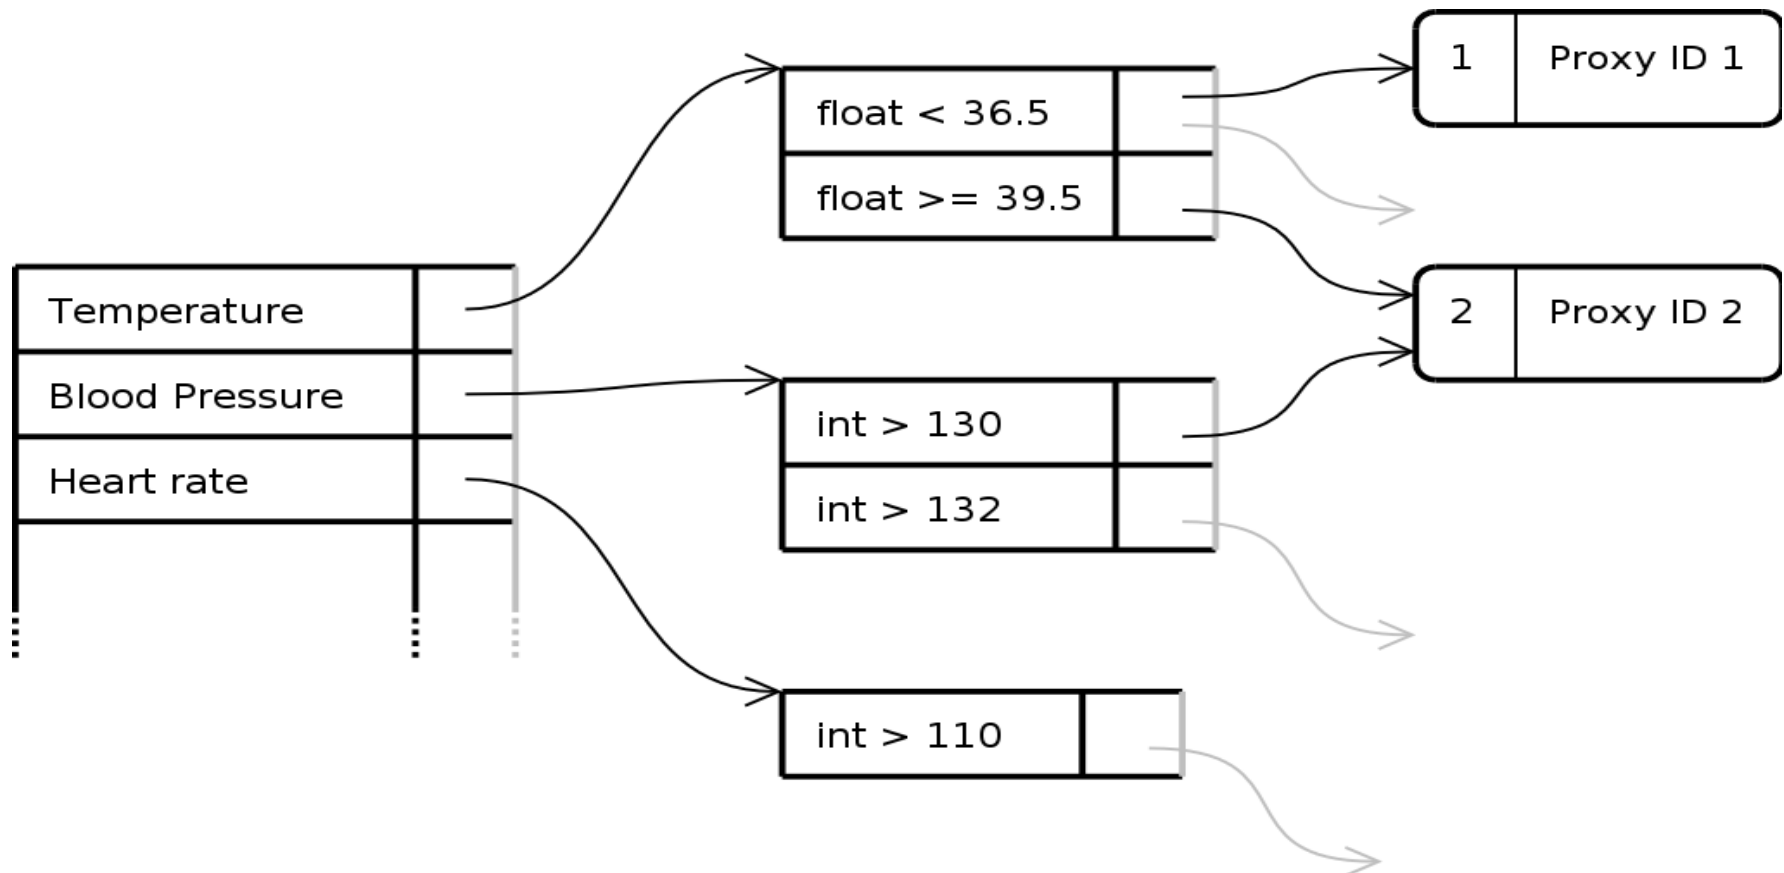 Temperature
Blood Pressure
Heart rate
float < 36.5
float >= 39.5
int > 130
int > 132
int > 110
1 Proxy ID 1
2 Proxy ID 2